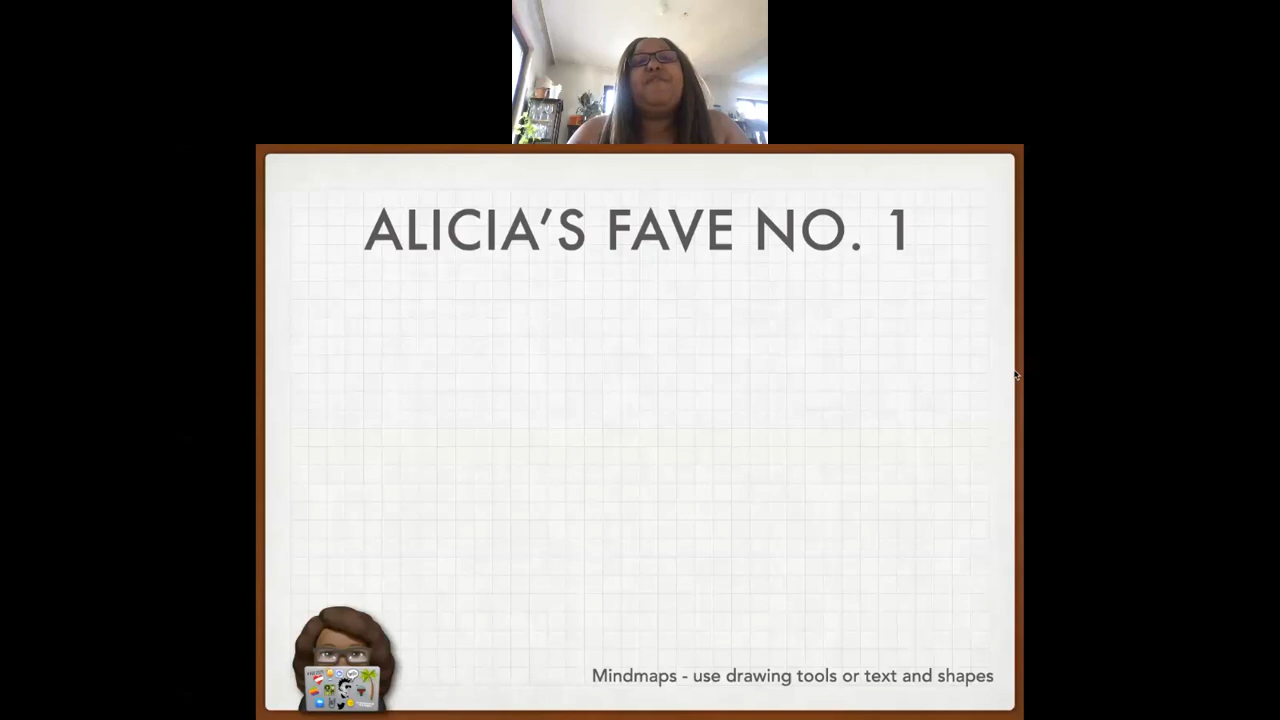 ALICIA’S FAVE NO. 1
Mindmaps - use drawing tools or text and shapes